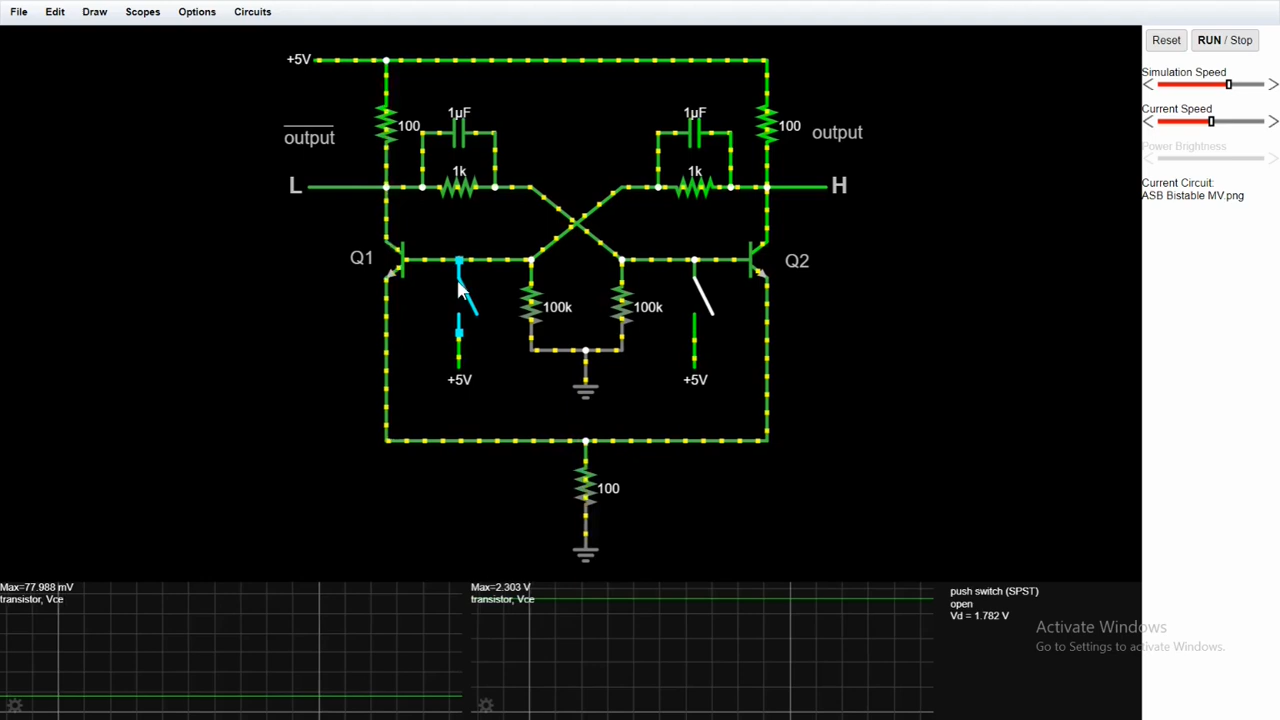 File Edit Draw Scopes Options Circuits
Reset RUN / Stop
Simulation Speed
Current Speed
Power Brightness
Current Circuit:
ASB Bistable MV.png
+5V
1µF 1µF
100 100
output output
1k 1k
L H
Q1 Q2
100k 100k
+5V +5V
100
Max=77.988 mV
transistor, Vce
Max=2.303 V
transistor, Vce
push switch (SPST)
open
Vd = 1.782 V
Activate Windows
Go to Settings to activate Windows.